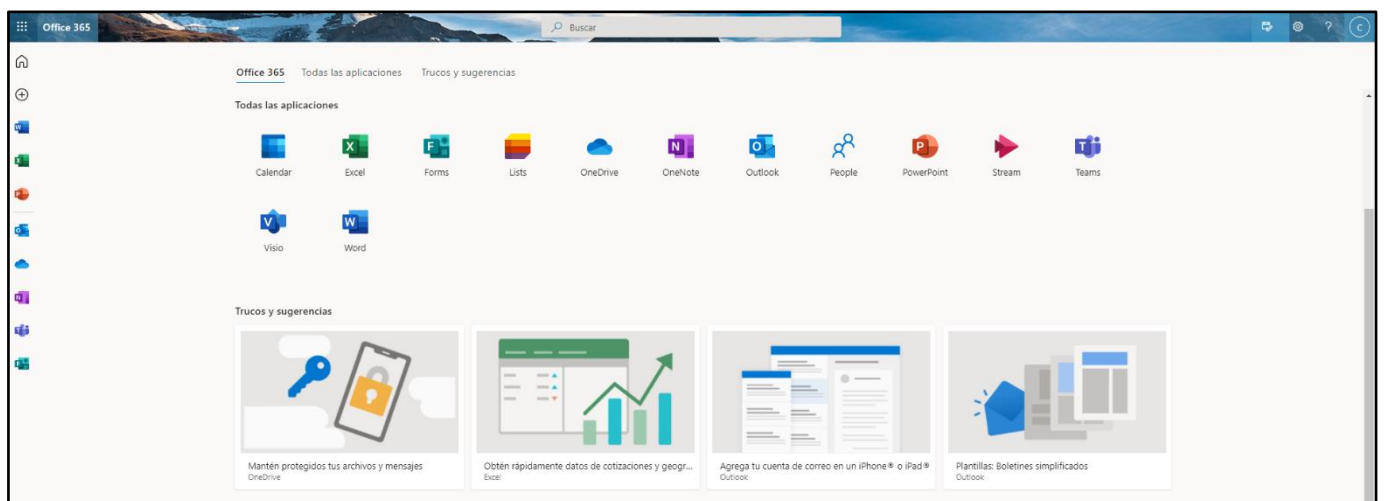 Office 365
Buscar
? C
Office 365 Todas las aplicaciones Trucos y sugerencias
Todas las aplicaciones
Calendar Excel Forms Lists OneDrive OneNote Outlook People PowerPoint Stream Teams
Visio Word
Trucos y sugerencias
Mantén protegidos tus archivos y mensajes
OneDrive
Obtén rápidamente datos de cotizaciones y geogr...
Excel
Agrega tu cuenta de correo en un iPhone® o iPad®
Outlook
Plantillas: Boletines simplificados
Outlook